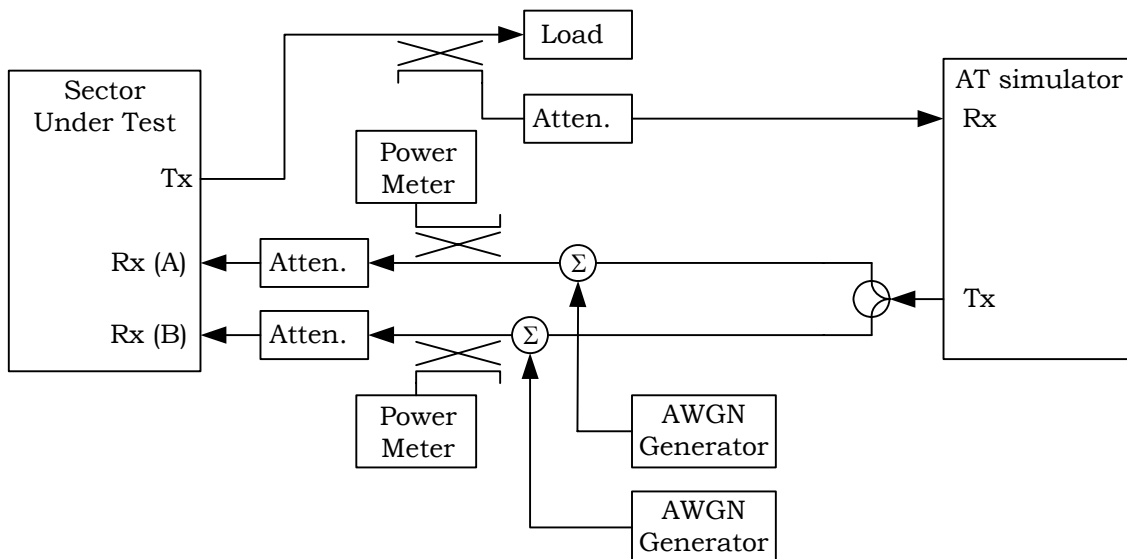 Load
Sector
Under Test
AT simulator
Atten.
Rx
Power
Meter
Tx
Rx (A)
Atten.
Σ
Tx
Rx (B)
Atten.
Σ
Power
Meter
AWGN
Generator
AWGN
Generator